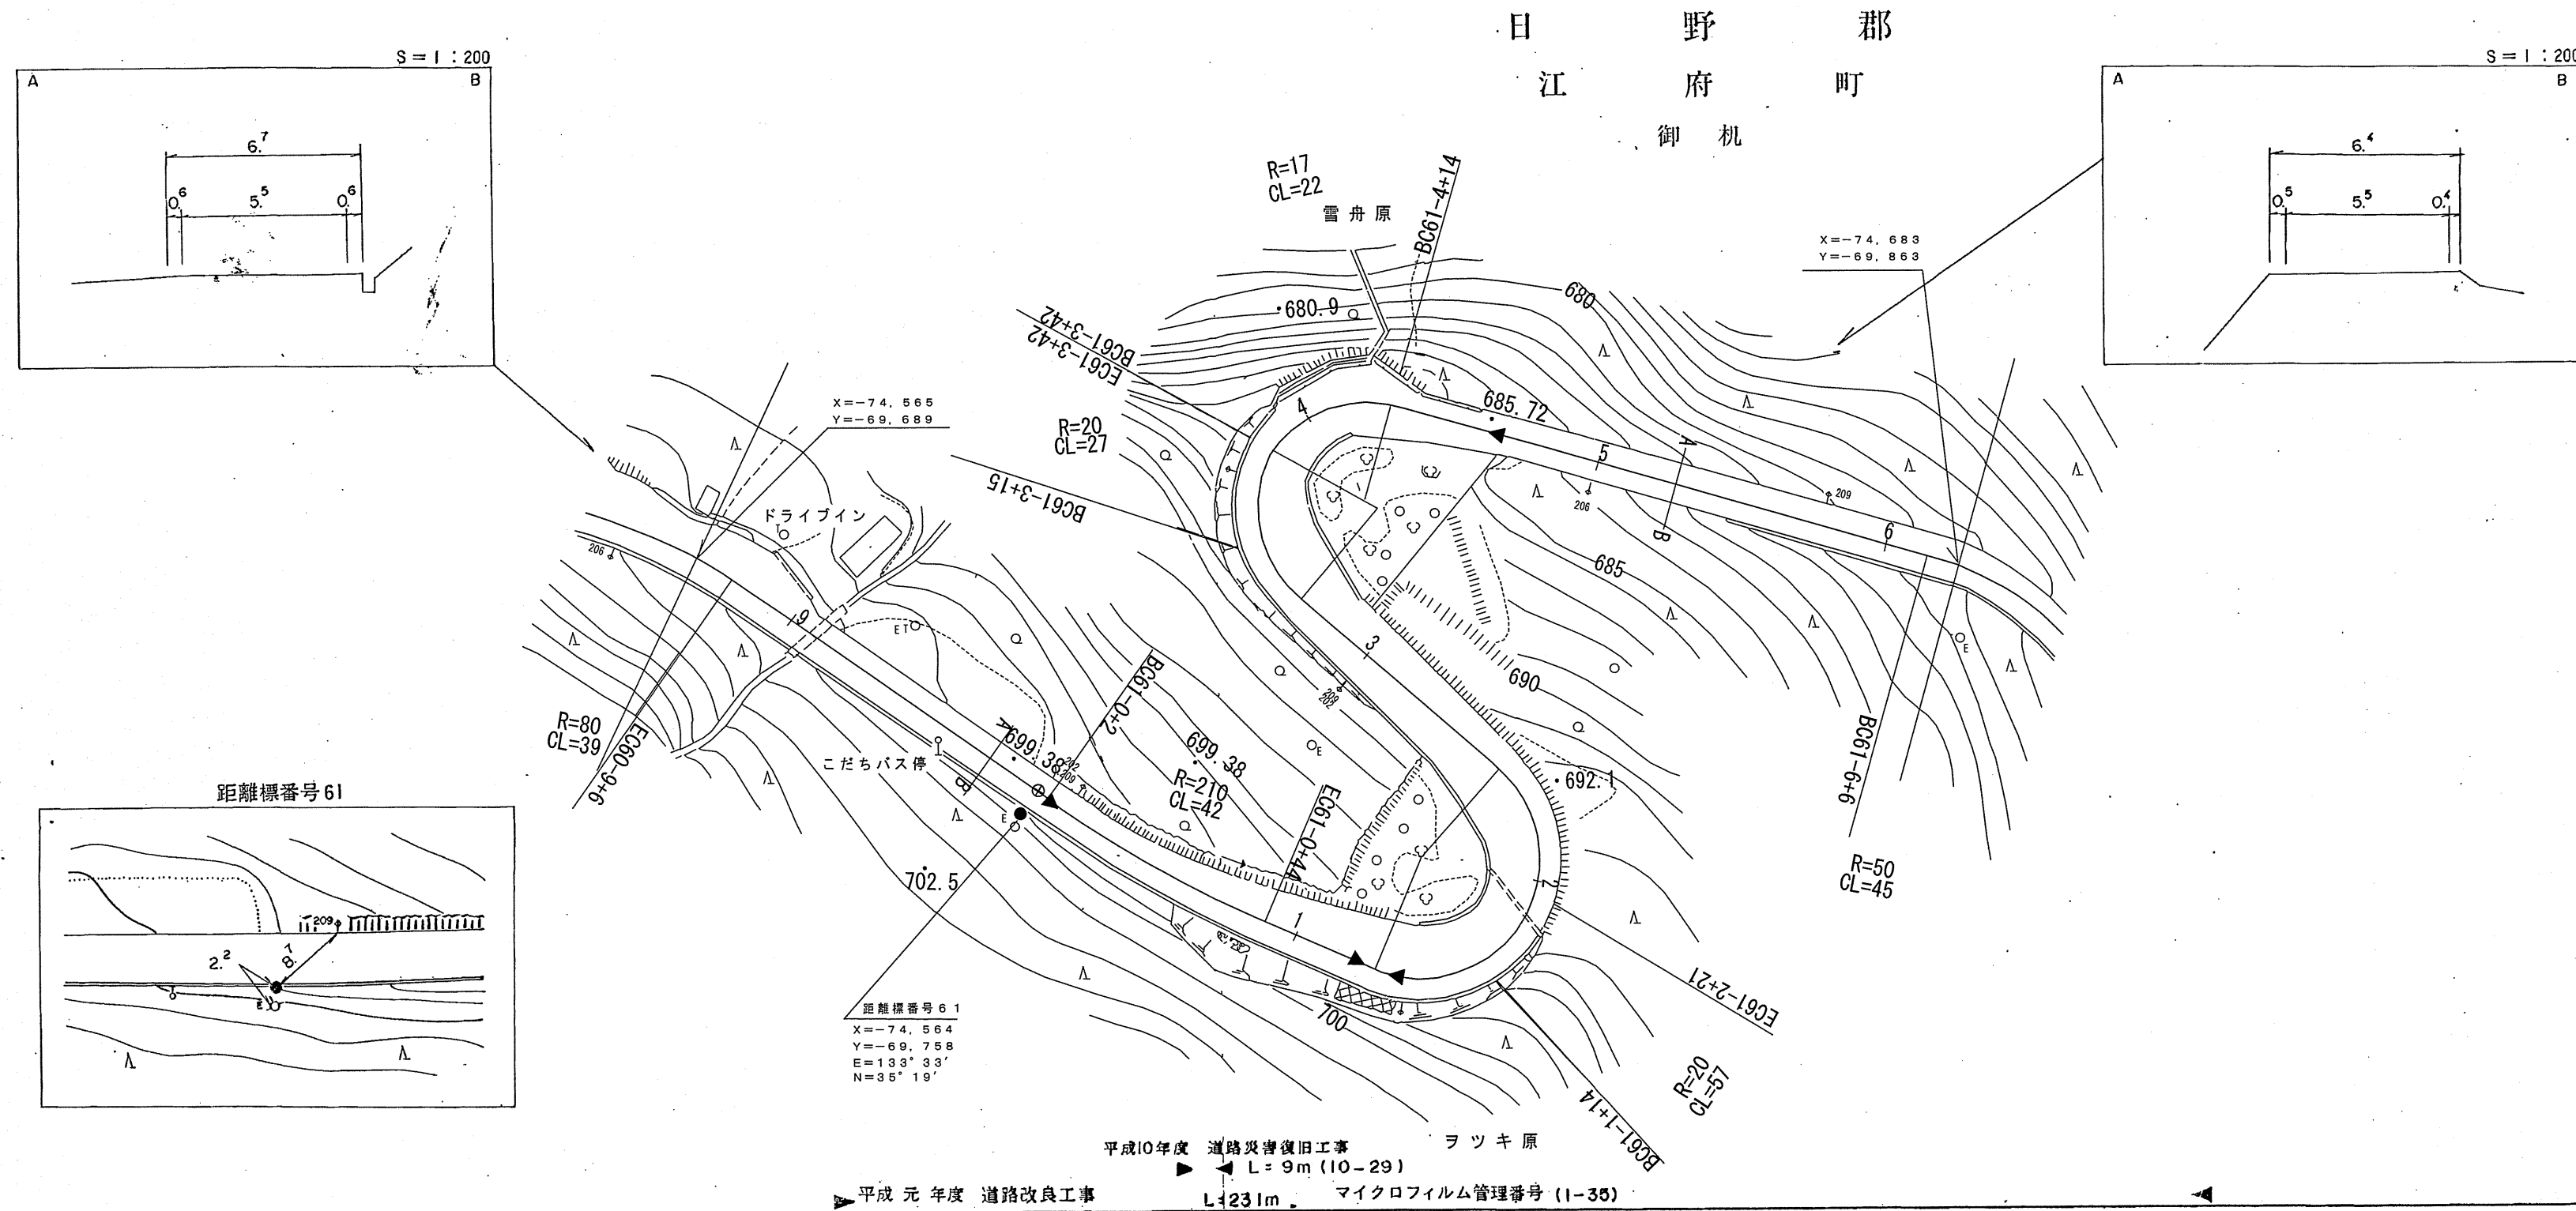 日野郡
江府町
御机
S=1:200
A B
6.7
0.6 5.5 0.6
S=1:200
A B
6.4
0.5 5.5 0.4
R=17
CL=22
雪舟原
BC61-4+14
X=-74,683
Y=-69,863
680
・680.9
BC61-3+42
EC61-3+42
X=-74,565
Y=-69,689
R=20
CL=27
685.72
4
5
A
BC61-3+15
ドライブイン
209
206
B
6
206
685
9
ET
3
E
690
209
202
BC61-0+2
R=80
CL=39
EC60-9+6
A
699.38
202
209
699.38
こだちバス停
B
R=210
CL=42
E
・692.1
BC61-6+6
E
EC61-0+44
702.5
2
R=50
CL=45
1
距離標番号61
209
2.2
8.7
E
EC61-2+21
距離標番号61
X=-74,564
Y=-69,758
E=133°33′
N=35°19′
700
R=20
CL=57
BC61-1+14
ヲツキ原
平成10年度 道路災害復旧工事
L=9m(10-29)
平成元年度 道路改良工事 L=231m マイクロフィルム管理番号(1-35)